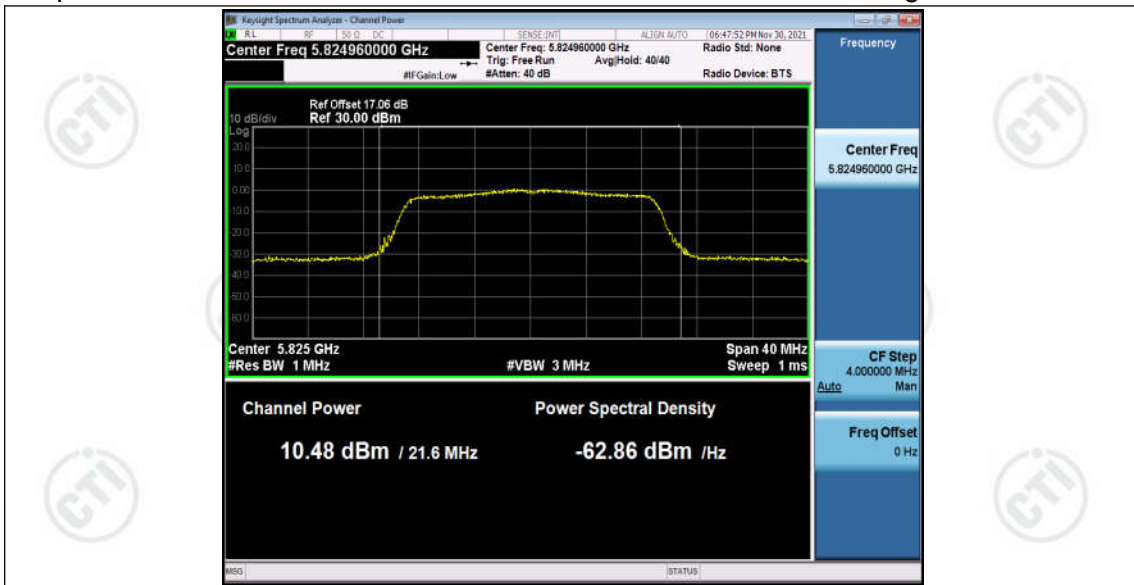 Keysight Spectrum Analyzer - Channel Power
RL RF 50 Ω DC SENSE:INT ALIGN AUTO 06:47:52 PM Nov 30, 2021
Center Freq 5.824960000 GHz
Center Freq: 5.824960000 GHz
Radio Std: None
Trig: Free Run Avg|Hold: 40/40
#IFGain:Low #Atten: 40 dB Radio Device: BTS
Frequency
Ref Offset 17.06 dB
10 dB/div Ref 30.00 dBm
Log
20.0
10.0
0.00
-10.0
-20.0
-30.0
-40.0
-50.0
-60.0
Center 5.825 GHz Span 40 MHz
#Res BW 1 MHz #VBW 3 MHz Sweep 1 ms
Center Freq
5.824960000 GHz
CF Step
4.000000 MHz
Auto Man
Freq Offset
0 Hz
Channel Power Power Spectral Density
10.48 dBm / 21.6 MHz -62.86 dBm /Hz
MSG STATUS
CTI
CTI
CTI
CTI